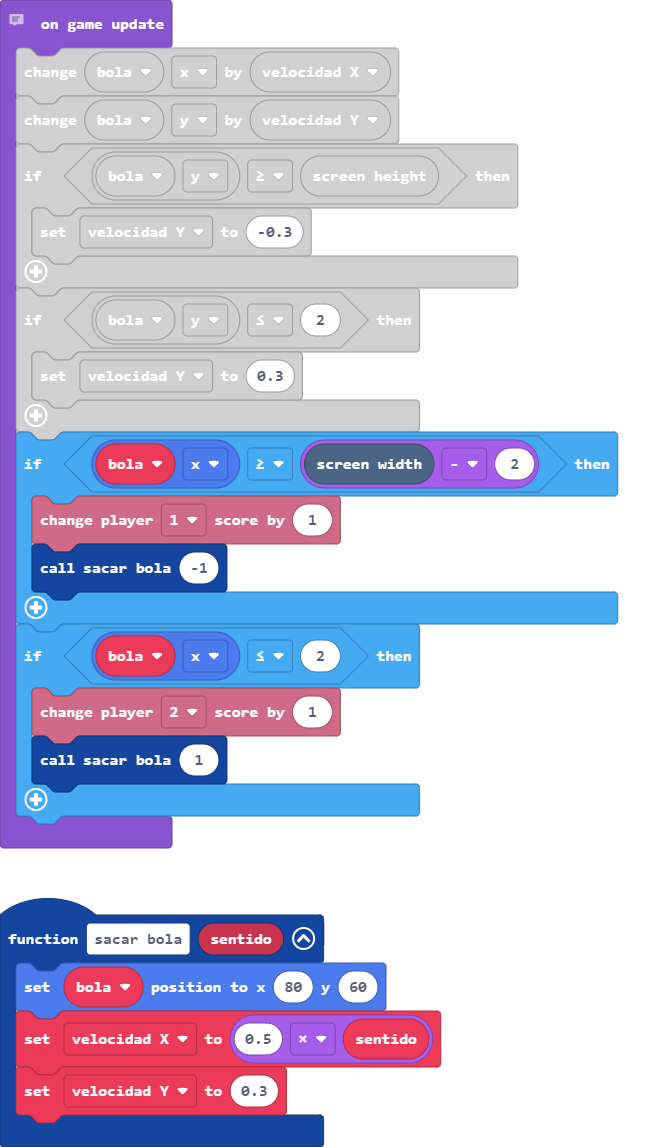 on game update
change bola x by velocidad X
change bola y by velocidad Y
if bola y ≥ screen height then
set velocidad Y to -0.3
if bola y ≤ 2 then
set velocidad Y to 0.3
if bola x ≥ screen width - 2 then
change player 1 score by 1
call sacar bola -1
if bola x ≤ 2 then
change player 2 score by 1
call sacar bola 1
function sacar bola sentido
set bola position to x 80 y 60
set velocidad X to 0.5 × sentido
set velocidad Y to 0.3